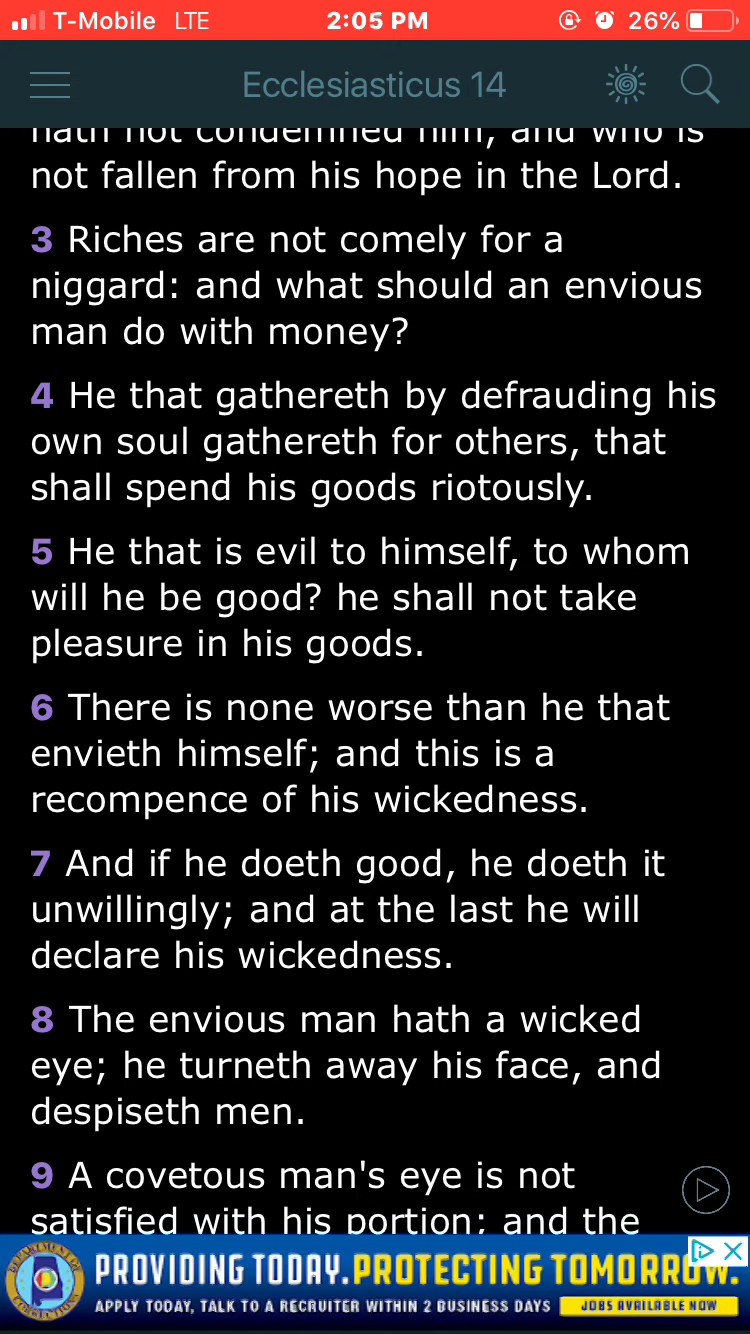 T-Mobile LTE 2:05 PM 26%
Ecclesiasticus 14
hath not condemned him, and who is
not fallen from his hope in the Lord.
3 Riches are not comely for a
niggard: and what should an envious
man do with money?
4 He that gathereth by defrauding his
own soul gathereth for others, that
shall spend his goods riotously.
5 He that is evil to himself, to whom
will he be good? he shall not take
pleasure in his goods.
6 There is none worse than he that
envieth himself; and this is a
recompence of his wickedness.
7 And if he doeth good, he doeth it
unwillingly; and at the last he will
declare his wickedness.
8 The envious man hath a wicked
eye; he turneth away his face, and
despiseth men.
9 A covetous man's eye is not
satisfied with his portion; and the
PROVIDING TODAY. PROTECTING TOMORROW.
APPLY TODAY, TALK TO A RECRUITER WITHIN 2 BUSINESS DAYS JOBS AVAILABLE NOW